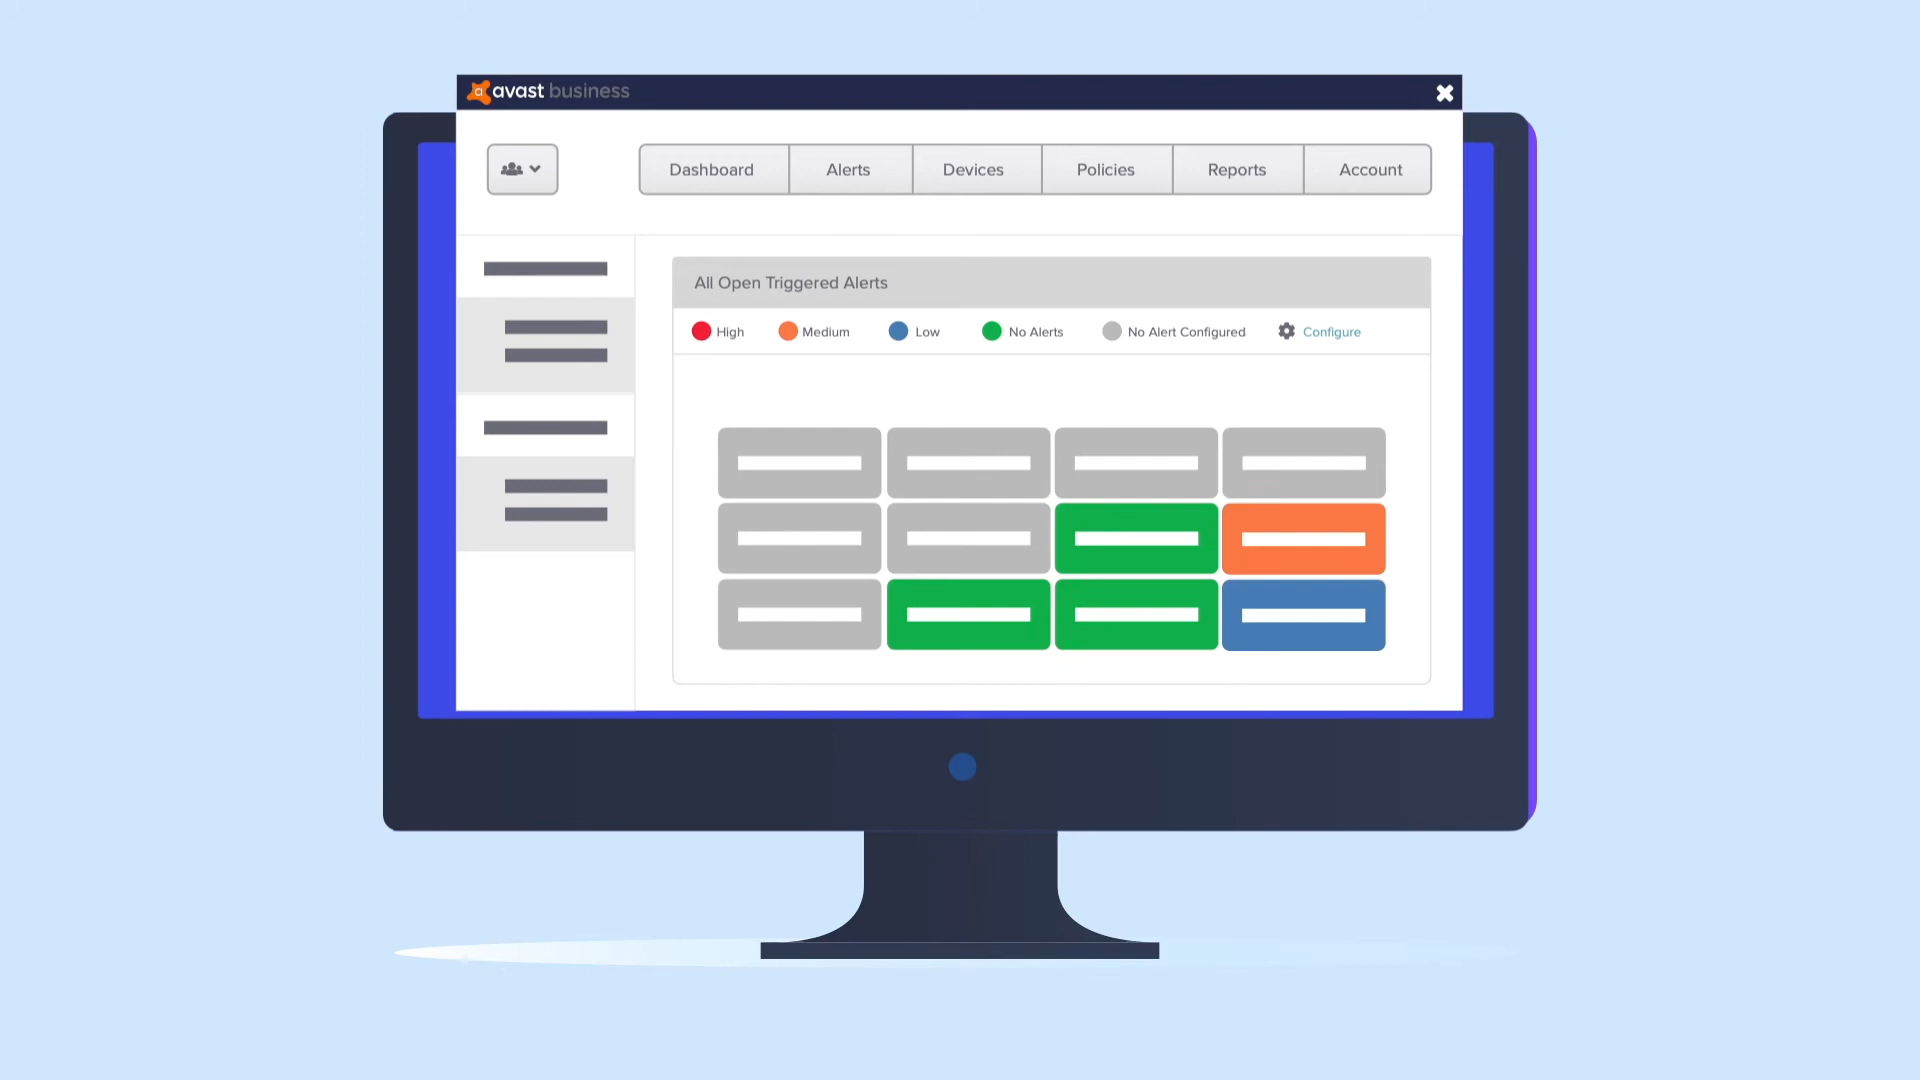 avast business
Dashboard Alerts Devices Policies Reports Account
All Open Triggered Alerts
High Medium Low No Alerts No Alert Configured Configure